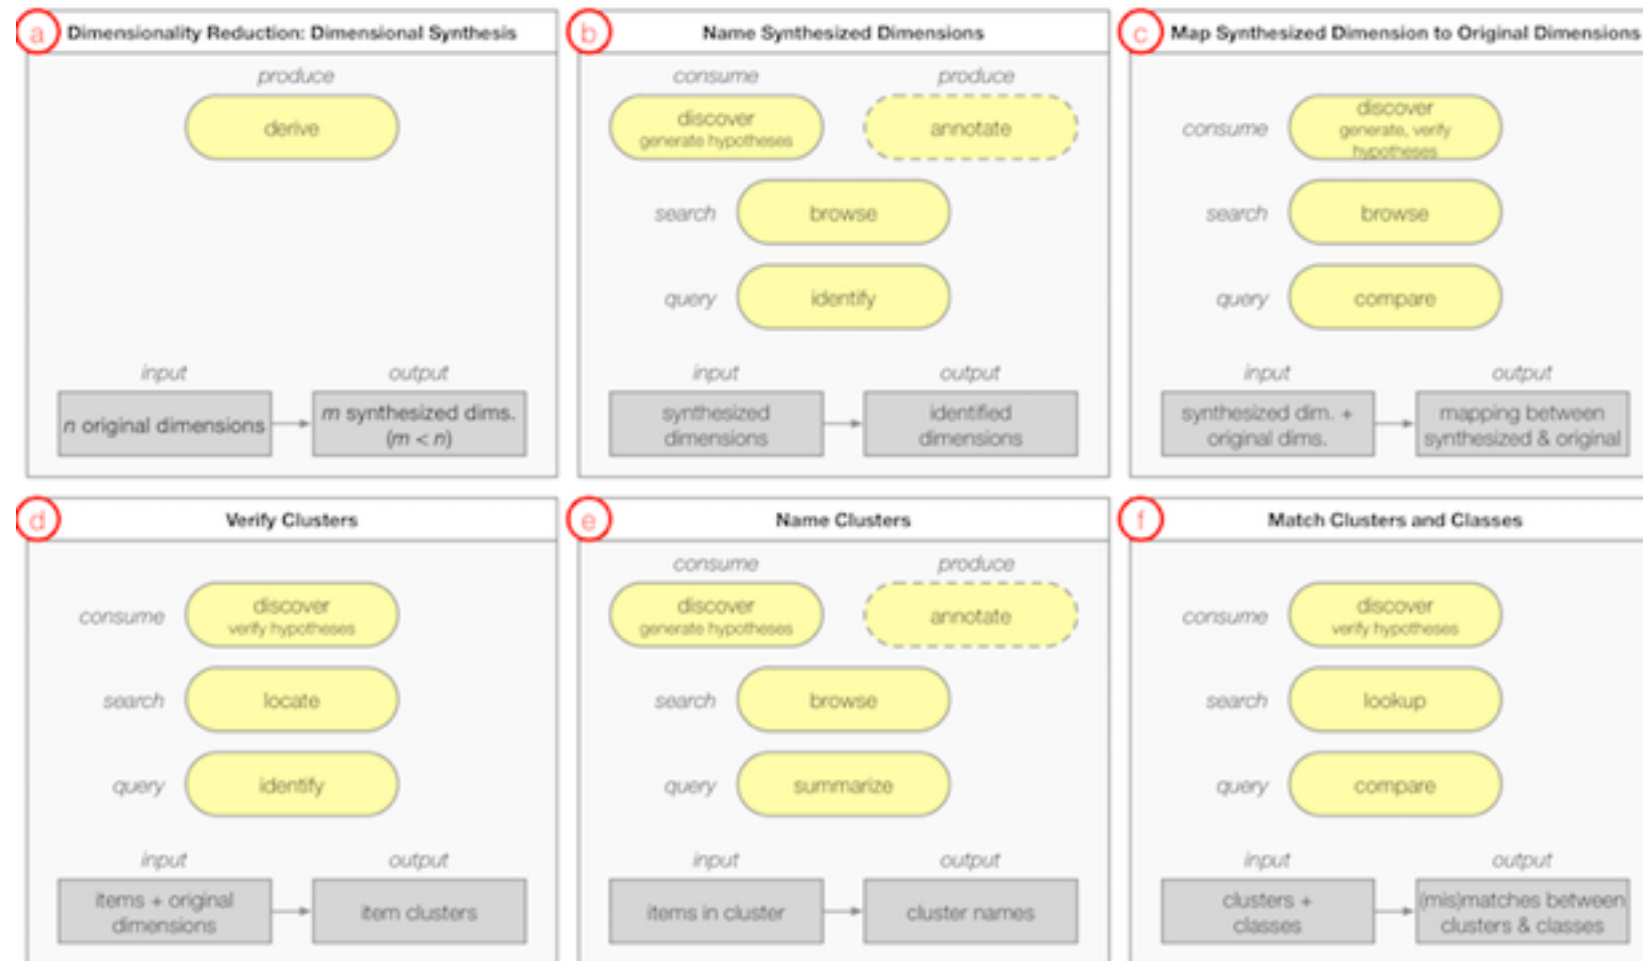 a Dimensionality Reduction: Dimensional Synthesis
produce
derive
input output
n original dimensions
m synthesized dims.
(m < n)
b Name Synthesized Dimensions
consume produce
discover
generate hypotheses
annotate
search browse
query identify
input output
synthesized
dimensions
identified
dimensions
c Map Synthesized Dimension to Original Dimensions
consume
discover
generate, verify
hypotheses
search browse
query compare
input output
synthesized dim. +
original dims.
mapping between
synthesized & original
d Verify Clusters
consume
discover
verify hypotheses
search locate
query identify
input output
items + original
dimensions
item clusters
e Name Clusters
consume produce
discover
generate hypotheses
annotate
search browse
query summarize
input output
items in cluster
cluster names
f Match Clusters and Classes
consume
discover
verify hypotheses
search lookup
query compare
input output
clusters +
classes
(mis)matches between
clusters & classes